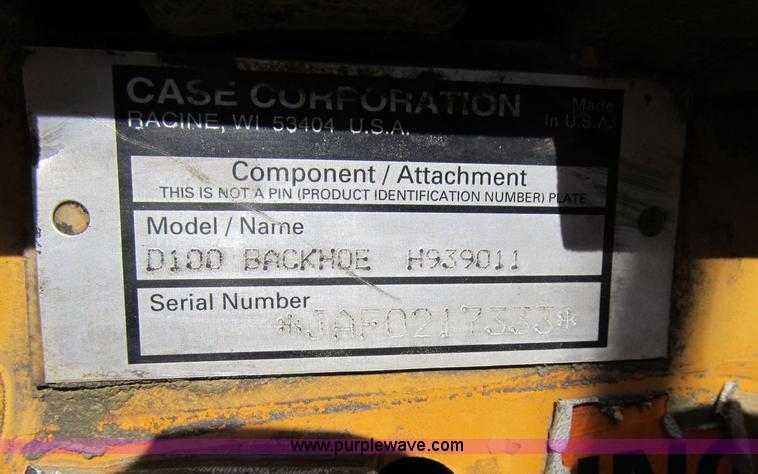 CASE CORPORATION
RACINE, WI 53404 U.S.A.
Made
In U.S.A.
Component / Attachment
THIS IS NOT A PIN (PRODUCT IDENTIFICATION NUMBER) PLATE
Model / Name
D100 BACKHOE H939011
Serial Number
*JAF0217333*
www.purplewave.com